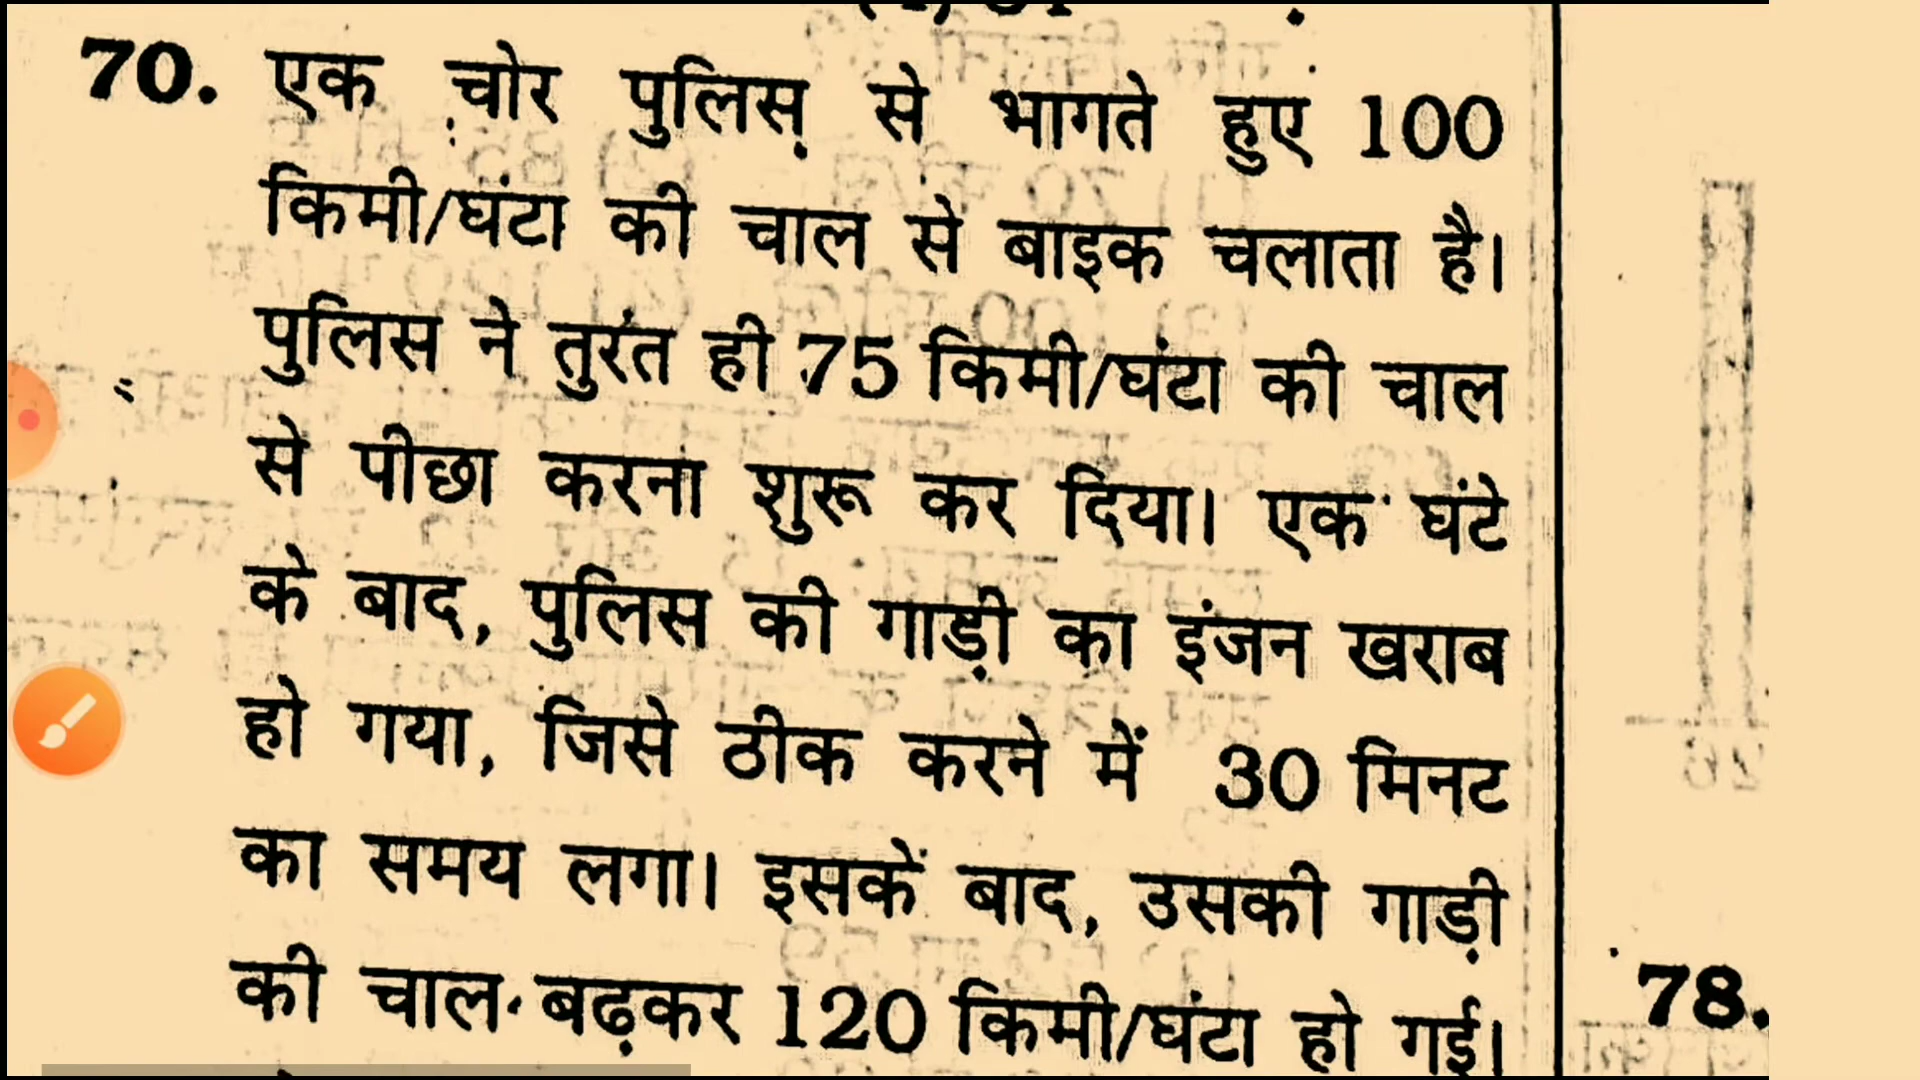 70. एक चोर पुलिस से भागते हुए 100
किमी/घंटा की चाल से बाइक चलाता है।
पुलिस ने तुरंत ही 75 किमी/घंटा की चाल
से पीछा करना शुरू कर दिया। एक घंटे
के बाद, पुलिस की गाड़ी का इंजन खराब
हो गया, जिसे ठीक करने में 30 मिनट
का समय लगा। इसकें बाद, उसकी गाड़ी
की चाल बढ़कर 120 किमी/घंटा हो गई।
78.